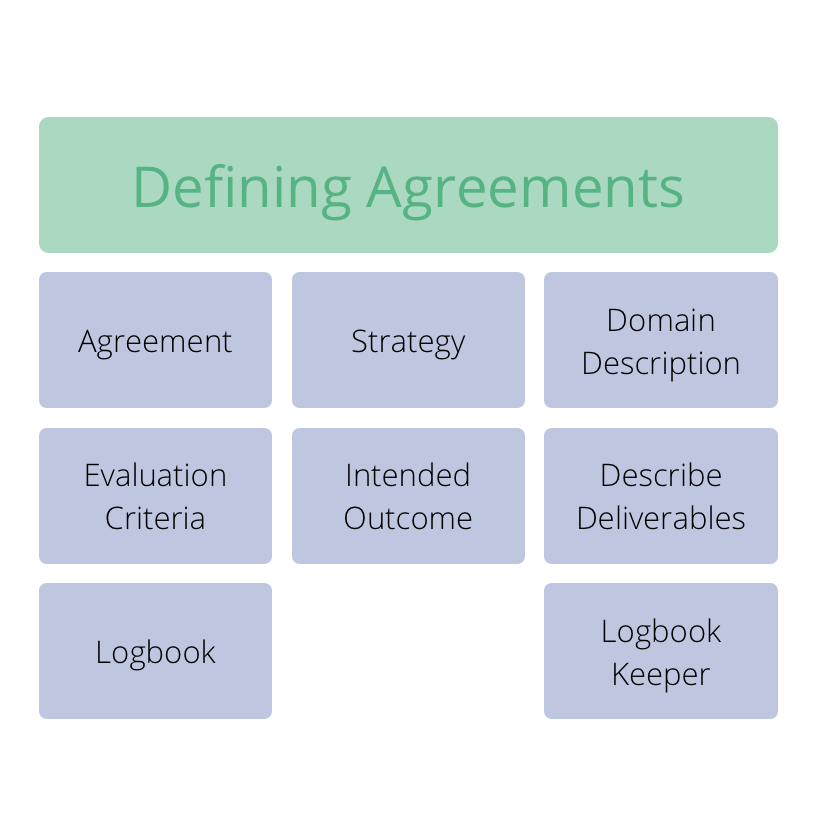 Defining Agreements
Agreement
Strategy
Domain
Description
Evaluation
Criteria
Intended
Outcome
Describe
Deliverables
Logbook
Logbook
Keeper